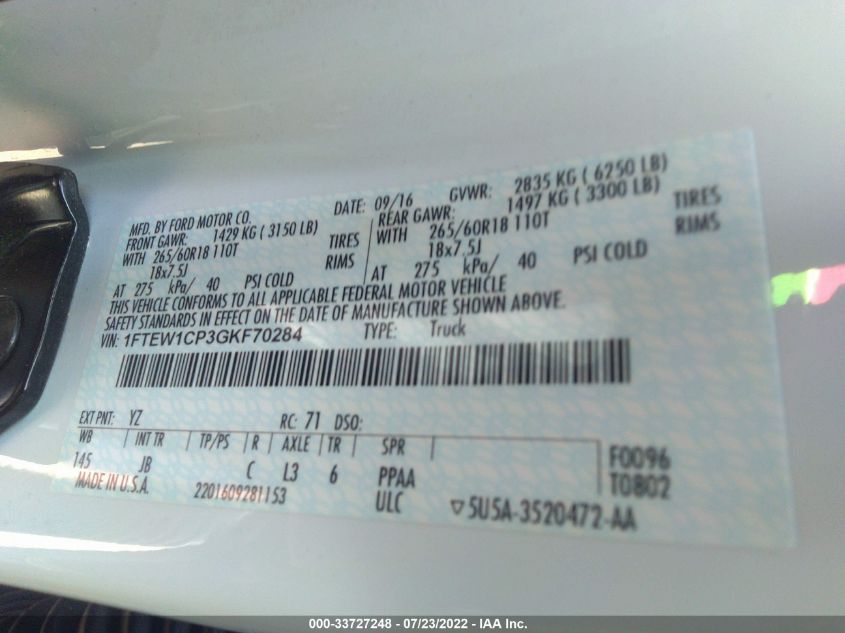 MFD. BY FORD MOTOR CO.
DATE: 09/16 GVWR: 2835 KG ( 6250 LB)
FRONT GAWR: 1429 KG ( 3150 LB)
REAR GAWR: 1497 KG ( 3300 LB)
WITH 265/60R18 110T TIRES
WITH 265/60R18 110T TIRES
18x7.5J RIMS
18x7.5J RIMS
AT 275 kPa/ 40 PSI COLD
AT 275 kPa/ 40 PSI COLD
THIS VEHICLE CONFORMS TO ALL APPLICABLE FEDERAL MOTOR VEHICLE
SAFETY STANDARDS IN EFFECT ON THE DATE OF MANUFACTURE SHOWN ABOVE.
VIN: 1FTEW1CP3GKF70284 TYPE: Truck
EXT PNT: YZ RC: 71 DSO:
WB INT TR TP/PS R AXLE TR SPR
145 JB C L3 6 PPAA F0096
MADE IN U.S.A. 2201609281153 ULC T0802
▽5U5A-3520472-AA
000-33727248 - 07/23/2022 - IAA Inc.